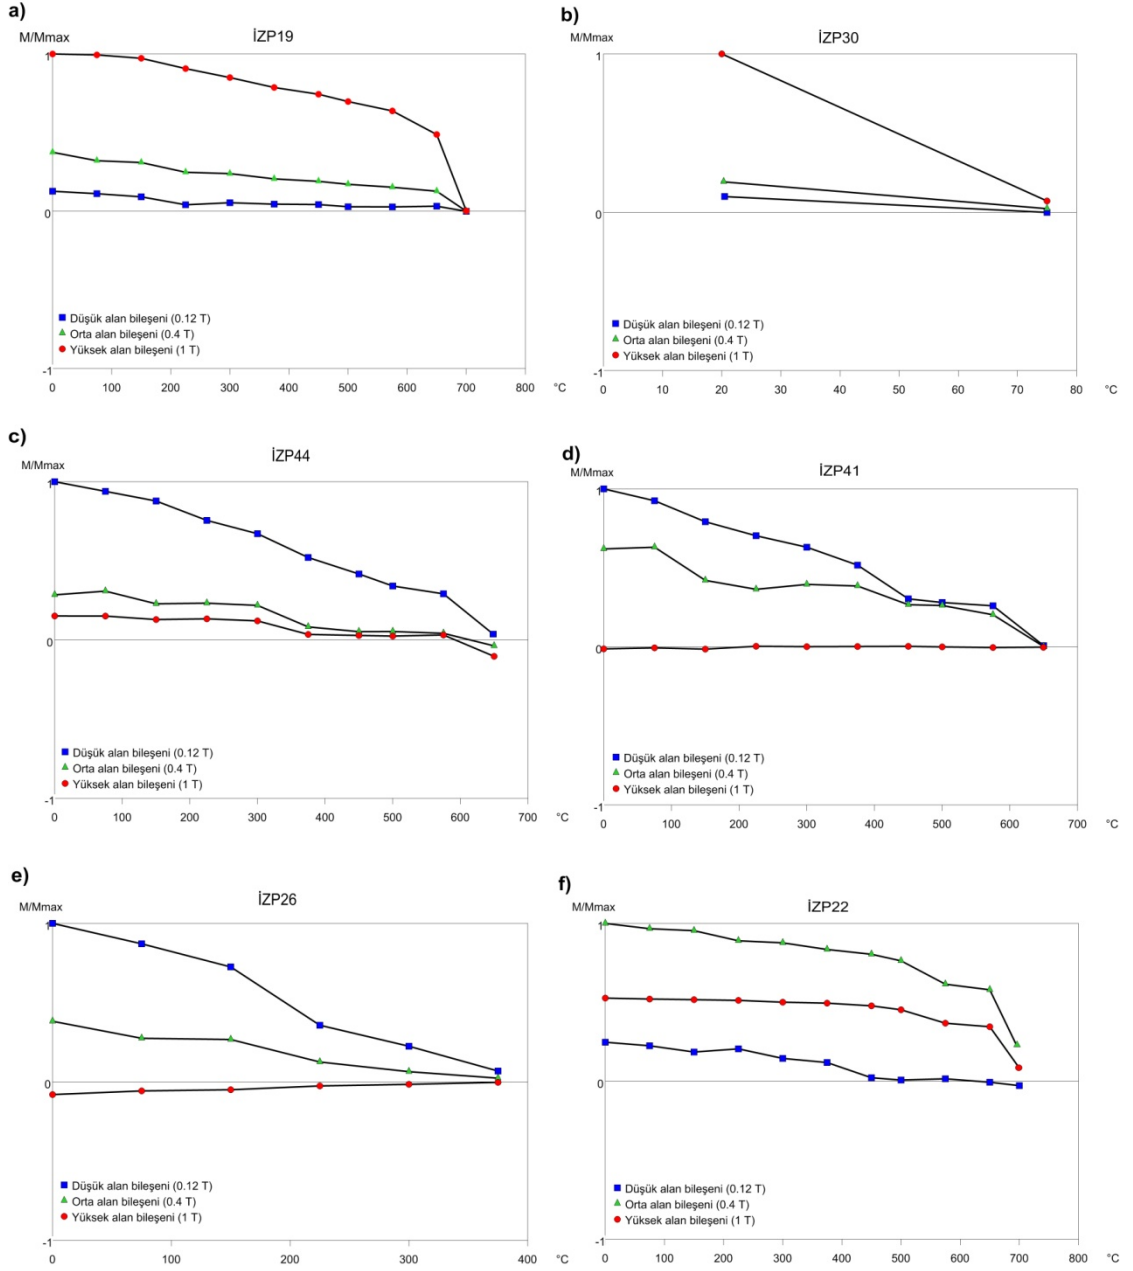 a)
İZP19
M/Mmax
1
0
-1
Düşük alan bileşeni (0.12 T)
Orta alan bileşeni (0.4 T)
Yüksek alan bileşeni (1 T)
0 100 200 300 400 500 600 700 800 °C
b)
İZP30
M/Mmax
1
0
-1
Düşük alan bileşeni (0.12 T)
Orta alan bileşeni (0.4 T)
Yüksek alan bileşeni (1 T)
30 10 20 30 40 50 60 70 80 °C
c)
İZP44
M/Mmax
1
0
-1
Düşük alan bileşeni (0.12 T)
Orta alan bileşeni (0.4 T)
Yüksek alan bileşeni (1 T)
0 100 200 300 400 500 600 700 °C
d)
İZP41
M/Mmax
1
0
-1
Düşük alan bileşeni (0.12 T)
Orta alan bileşeni (0.4 T)
Yüksek alan bileşeni (1 T)
0 100 200 300 400 500 600 700 °C
e)
İZP26
M/Mmax
1
0
-1
Düşük alan bileşeni (0.12 T)
Orta alan bileşeni (0.4 T)
Yüksek alan bileşeni (1 T)
0 100 200 300 400 °C
f)
İZP22
M/Mmax
1
0
-1
Düşük alan bileşeni (0.12 T)
Orta alan bileşeni (0.4 T)
Yüksek alan bileşeni (1 T)
0 100 200 300 400 500 600 700 800 °C